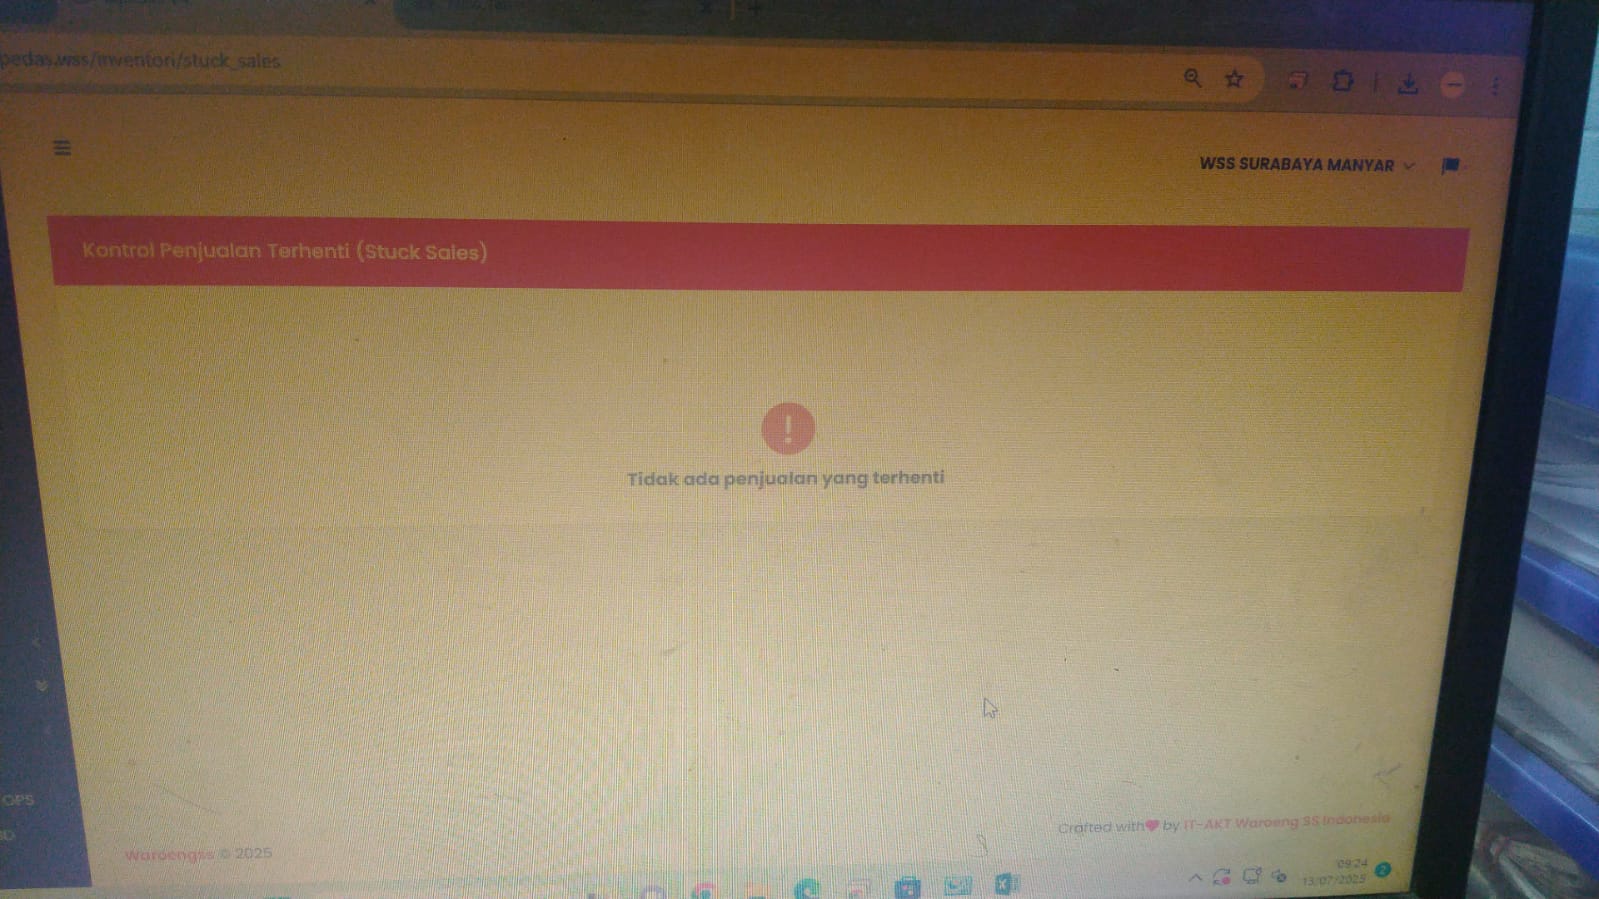 pedas.wss/inventori/stuck_sales
WSS SURABAYA MANYAR
Kontrol Penjualan Terhenti (Stuck Sales)
!
Tidak ada penjualan yang terhenti
OPS
Crafted with ❤ by IT-AKT Waroeng SS Indonesia
Waroengss © 2025
09:24
13/07/2025
2